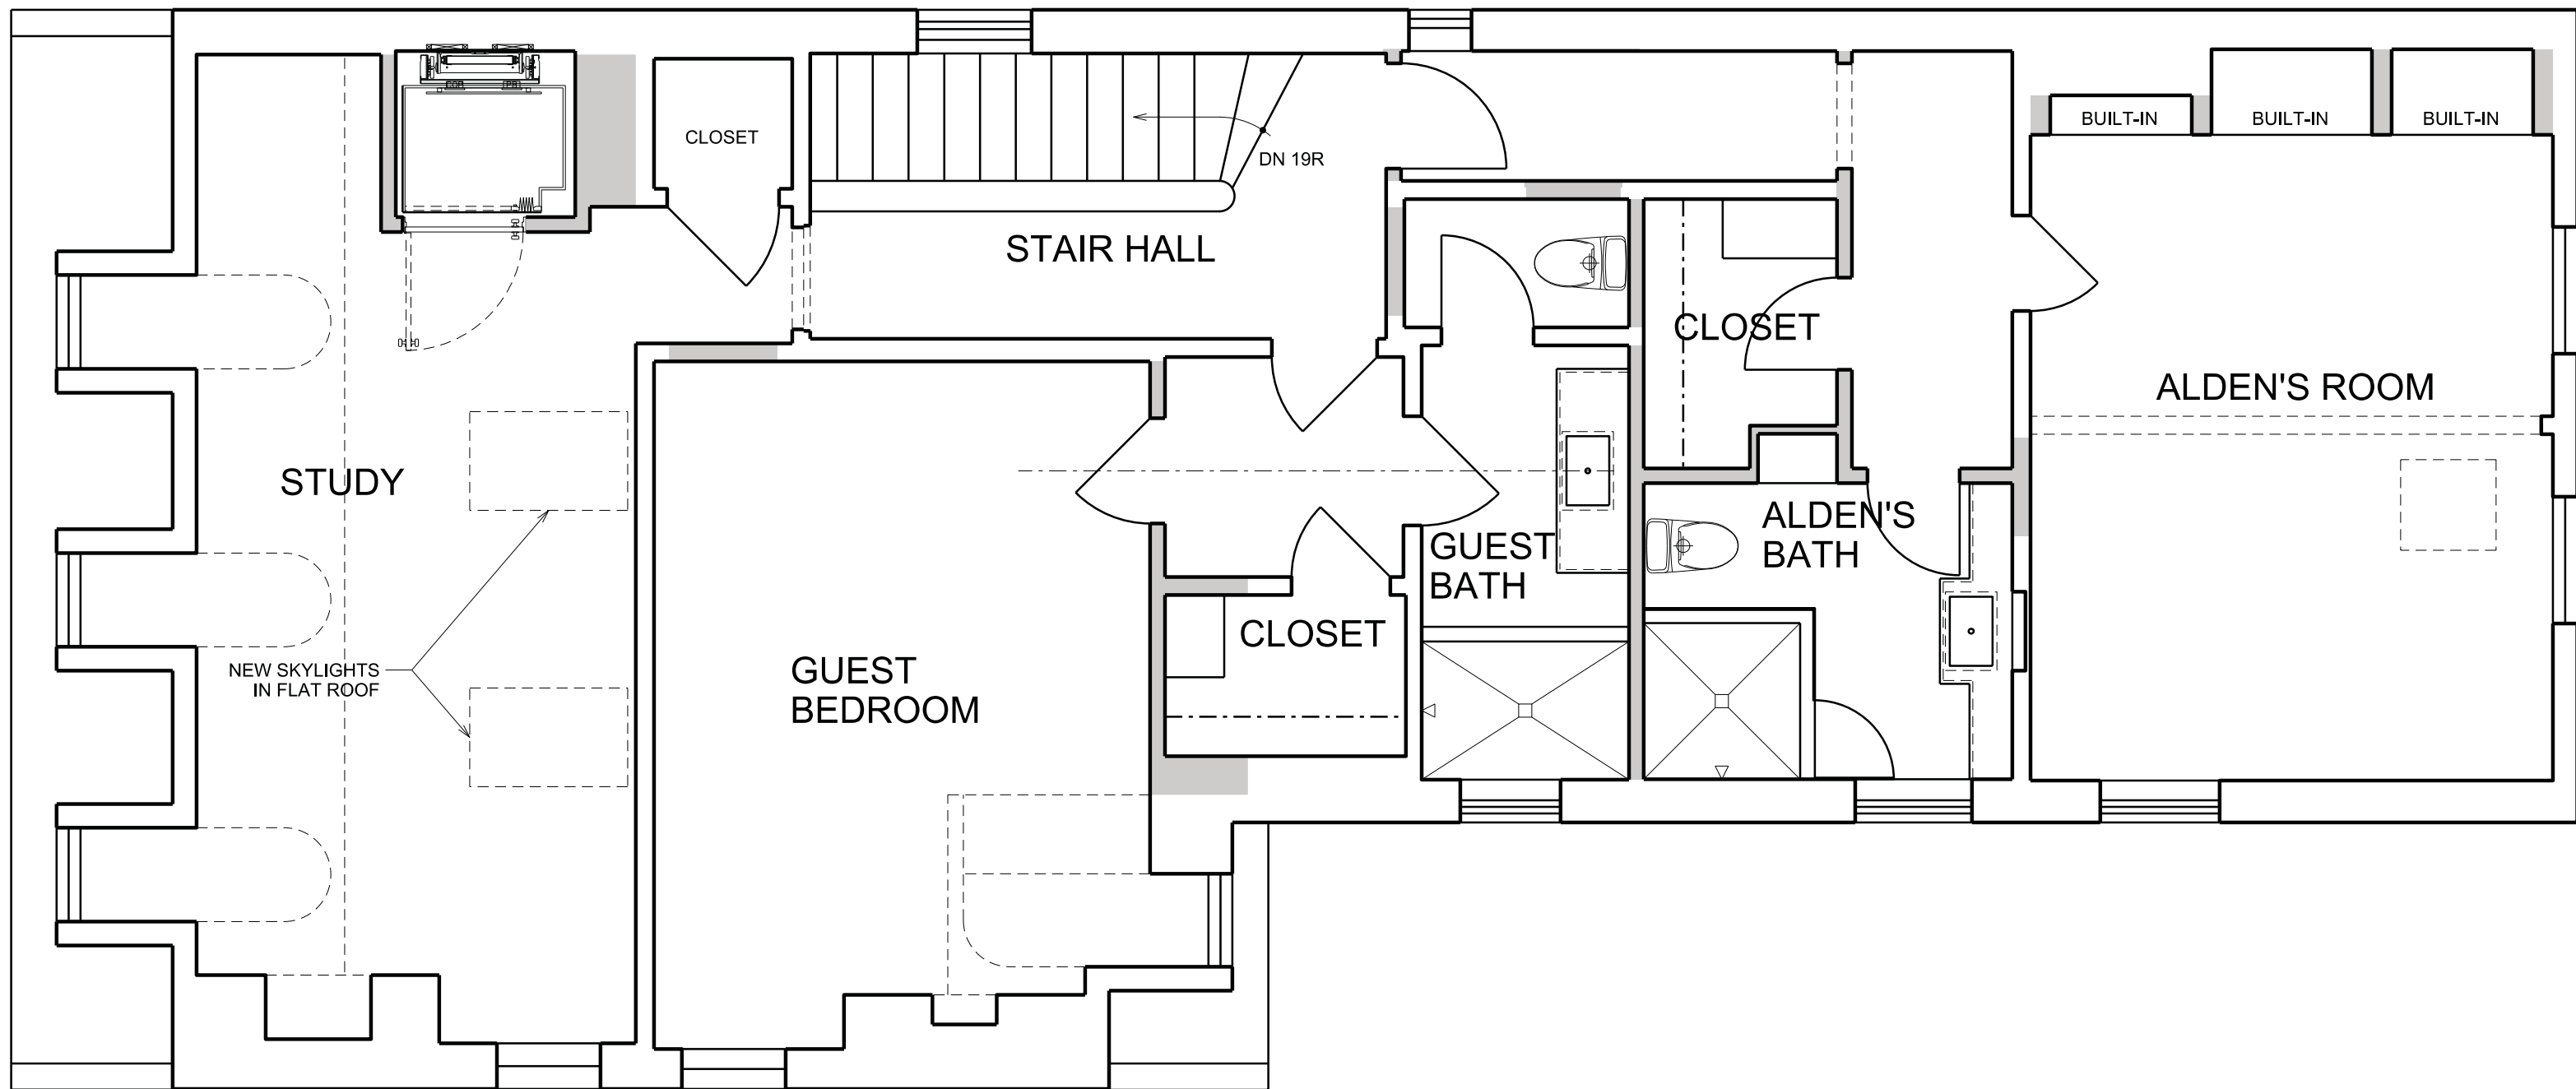 CLOSET
DN 19R
BUILT-IN
BUILT-IN
BUILT-IN
STAIR HALL
CLOSET
ALDEN'S ROOM
STUDY
NEW SKYLIGHTS
IN FLAT ROOF
GUEST
BEDROOM
CLOSET
GUEST
BATH
ALDEN'S
BATH